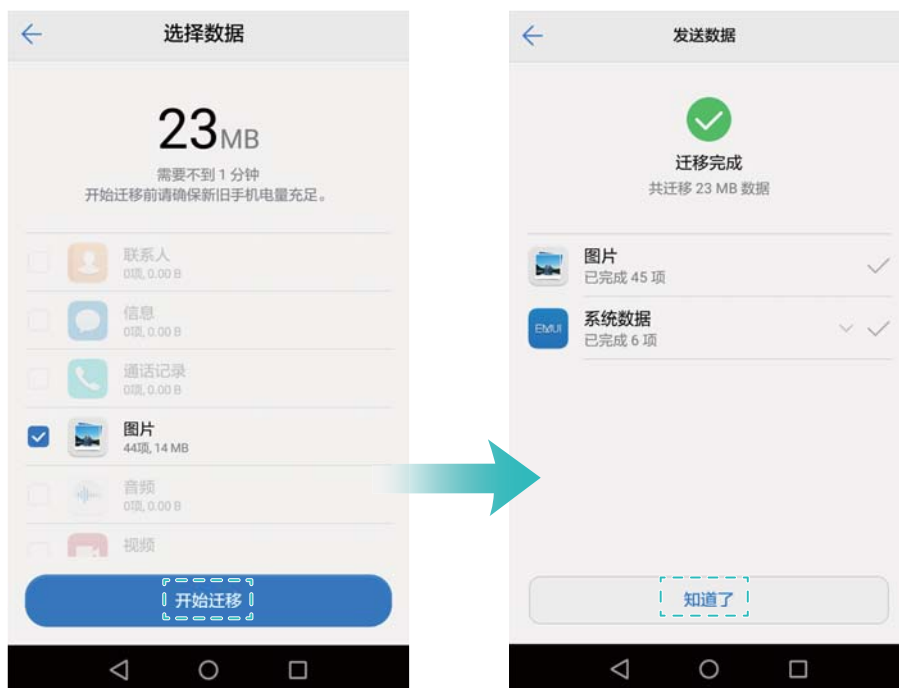 选择数据
23MB
需要不到 1 分钟
开始迁移前请确保新旧手机电量充足。
联系人
0项, 0.00 B
信息
0项, 0.00 B
通话记录
0项, 0.00 B
图片
44项, 14 MB
音频
0项, 0.00 B
视频
开始迁移
发送数据
迁移完成
共迁移 23 MB 数据
图片
已完成 45 项
EMUI
系统数据
已完成 6 项
知道了